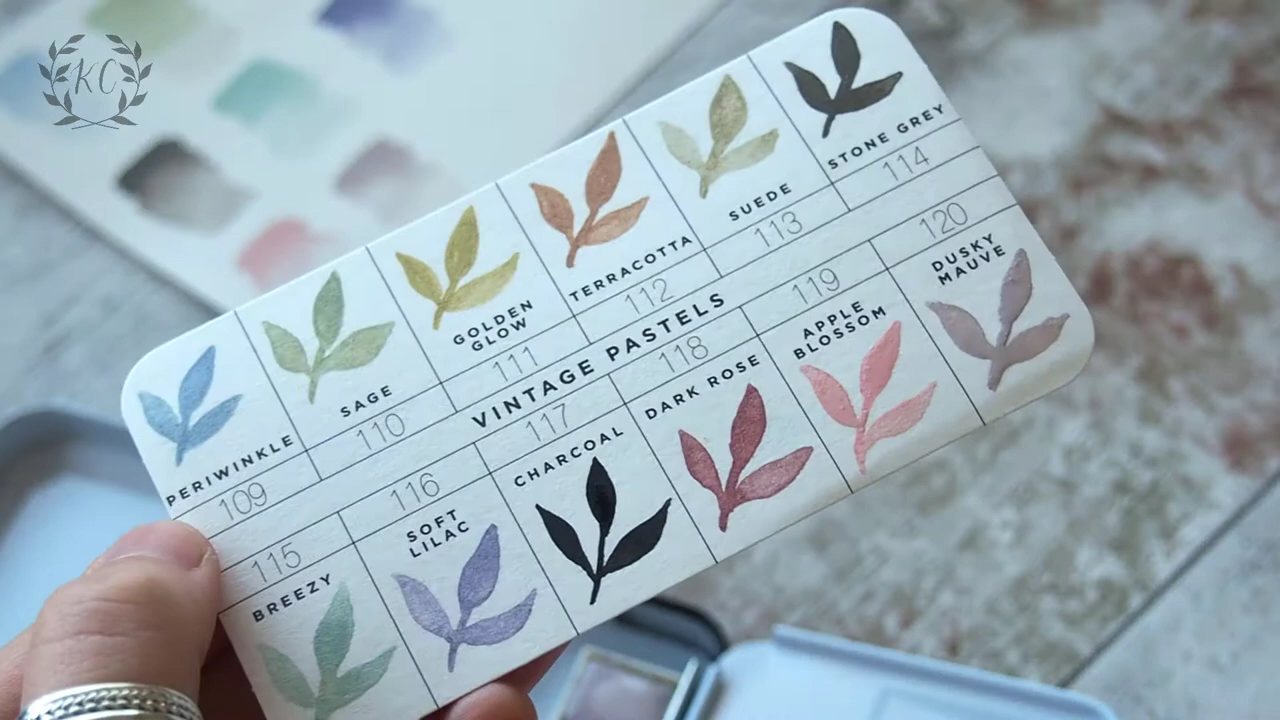 KC
PERIWINKLE
109
SAGE
110
GOLDEN
GLOW
111
TERRACOTTA
112
SUEDE
113
STONE GREY
114
VINTAGE PASTELS
115
BREEZY
116
SOFT
LILAC
117
CHARCOAL
118
DARK ROSE
119
APPLE
BLOSSOM
120
DUSKY
MAUVE